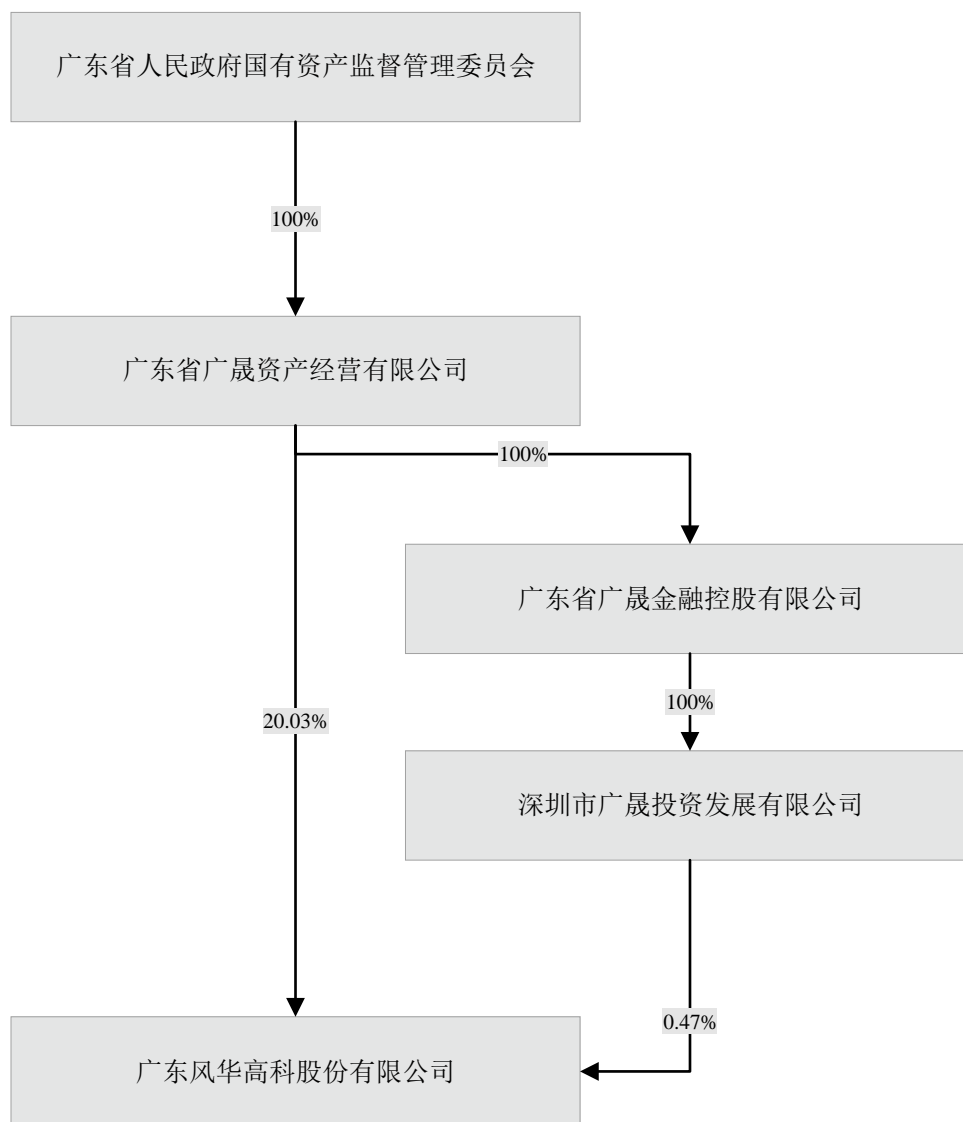 广东省人民政府国有资产监督管理委员会
100%
广东省广晟资产经营有限公司
100%
广东省广晟金融控股有限公司
100%
20.03%
深圳市广晟投资发展有限公司
0.47%
广东风华高科股份有限公司